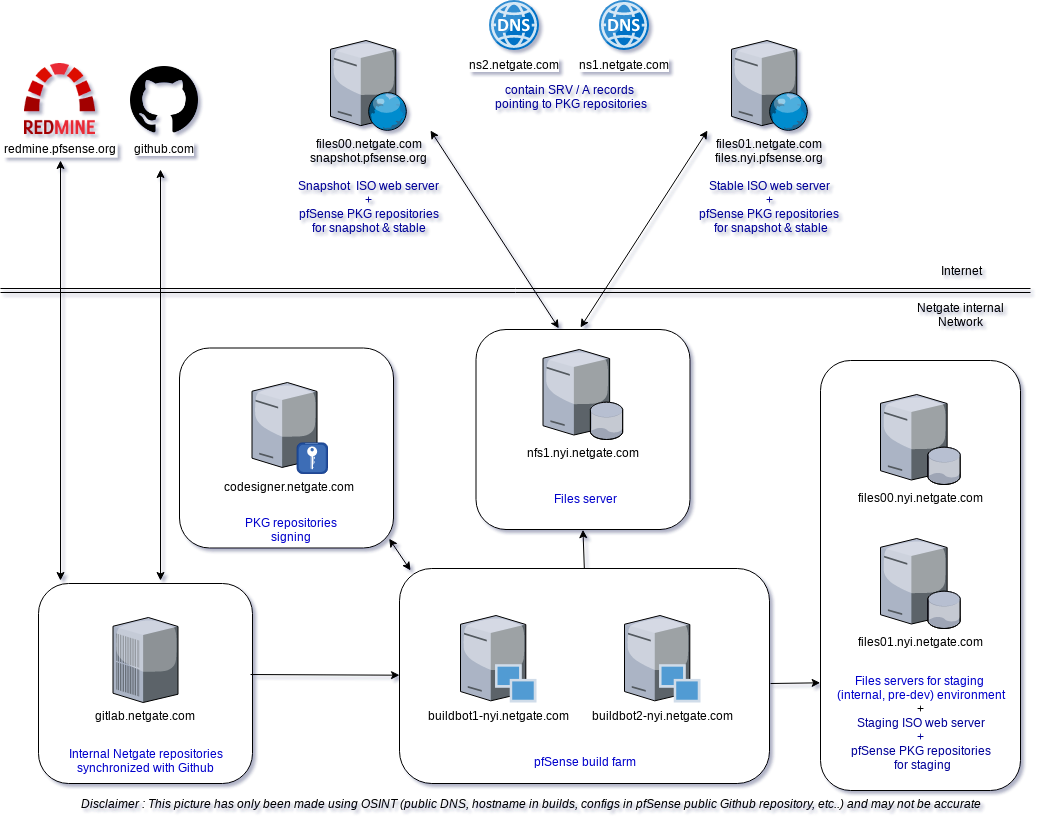 DNS
DNS
ns2.netgate.com
ns1.netgate.com
contain SRV / A records
pointing to PKG repositories
REDMINE
redmine.pfsense.org
github.com
files00.netgate.com
snapshot.pfsense.org
Snapshot ISO web server
+
pfSense PKG repositories
for snapshot & stable
files01.netgate.com
files.nyi.pfsense.org
Stable ISO web server
+
pfSense PKG repositories
for snapshot & stable
Internet
Netgate internal
Network
codesigner.netgate.com
PKG repositories
signing
nfs1.nyi.netgate.com
Files server
files00.nyi.netgate.com
files01.nyi.netgate.com
Files servers for staging
(internal, pre-dev) environment
+
Staging ISO web server
+
pfSense PKG repositories
for staging
gitlab.netgate.com
Internal Netgate repositories
synchronized with Github
buildbot1-nyi.netgate.com
buildbot2-nyi.netgate.com
pfSense build farm
Disclaimer : This picture has only been made using OSINT (public DNS, hostname in builds, configs in pfSense public Github repository, etc..) and may not be accurate